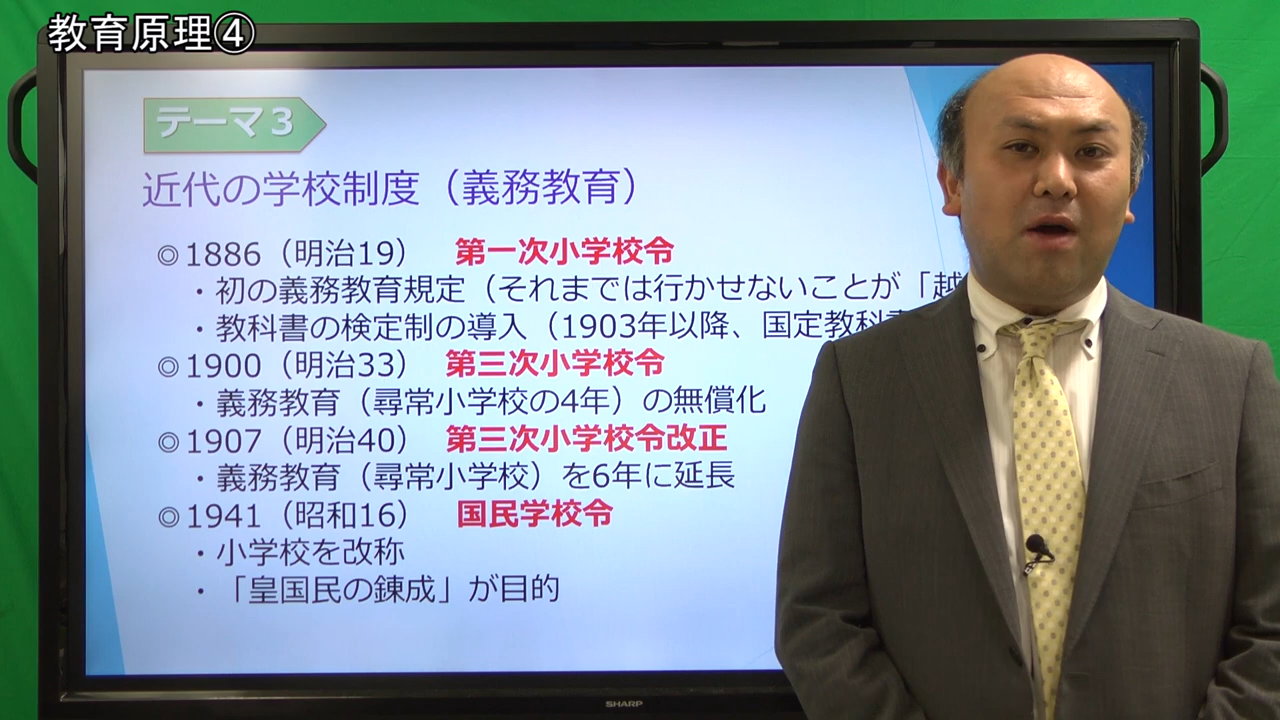 教育原理④
テーマ3
近代の学校制度（義務教育）
◎1886（明治19） 第一次小学校令
・初の義務教育規定（それまでは行かせないことが「越
・教科書の検定制の導入（1903年以降、国定教科書
◎1900（明治33） 第三次小学校令
・義務教育（尋常小学校の4年）の無償化
◎1907（明治40） 第三次小学校令改正
・義務教育（尋常小学校）を6年に延長
◎1941（昭和16） 国民学校令
・小学校を改称
・「皇国民の錬成」が目的
SHARP